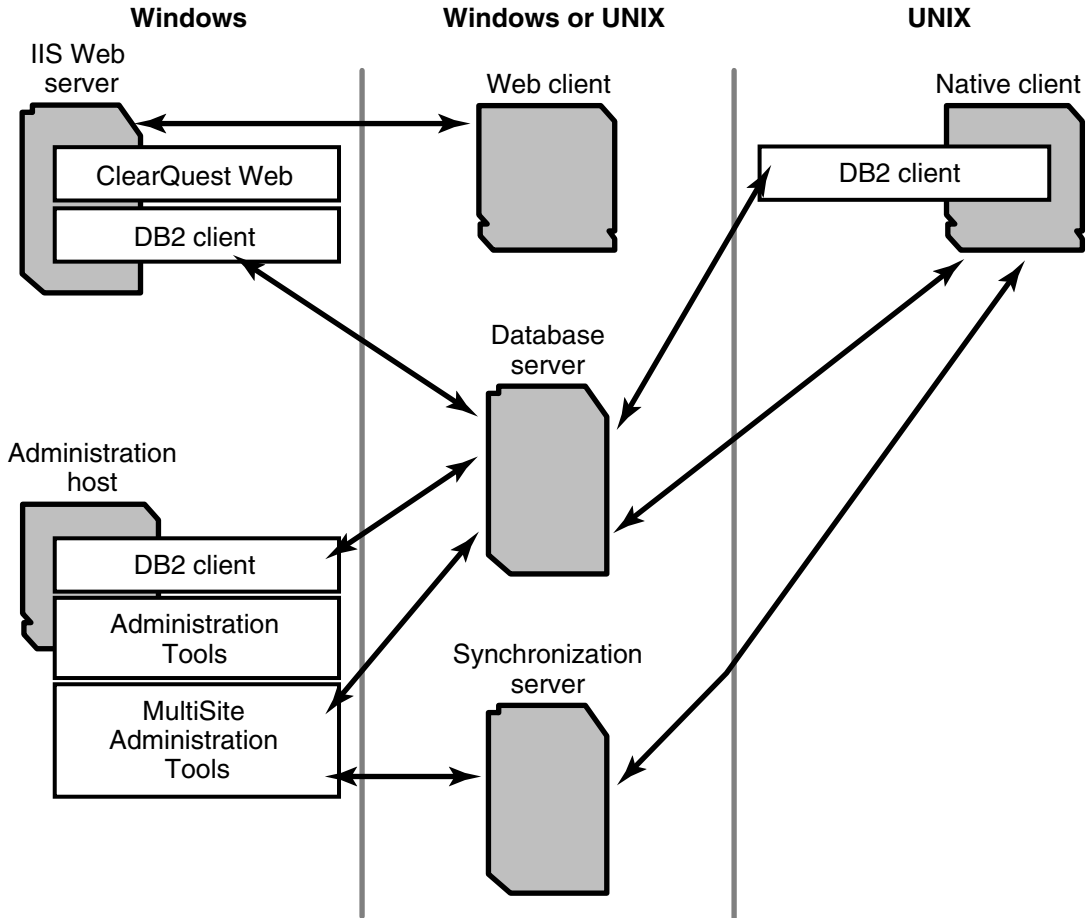 Windows
Windows or UNIX
UNIX
IIS Web
server
Web client
Native client
ClearQuest Web
DB2 client
DB2 client
Database
server
Administration
host
DB2 client
Administration
Tools
MultiSite
Administration
Tools
Synchronization
server